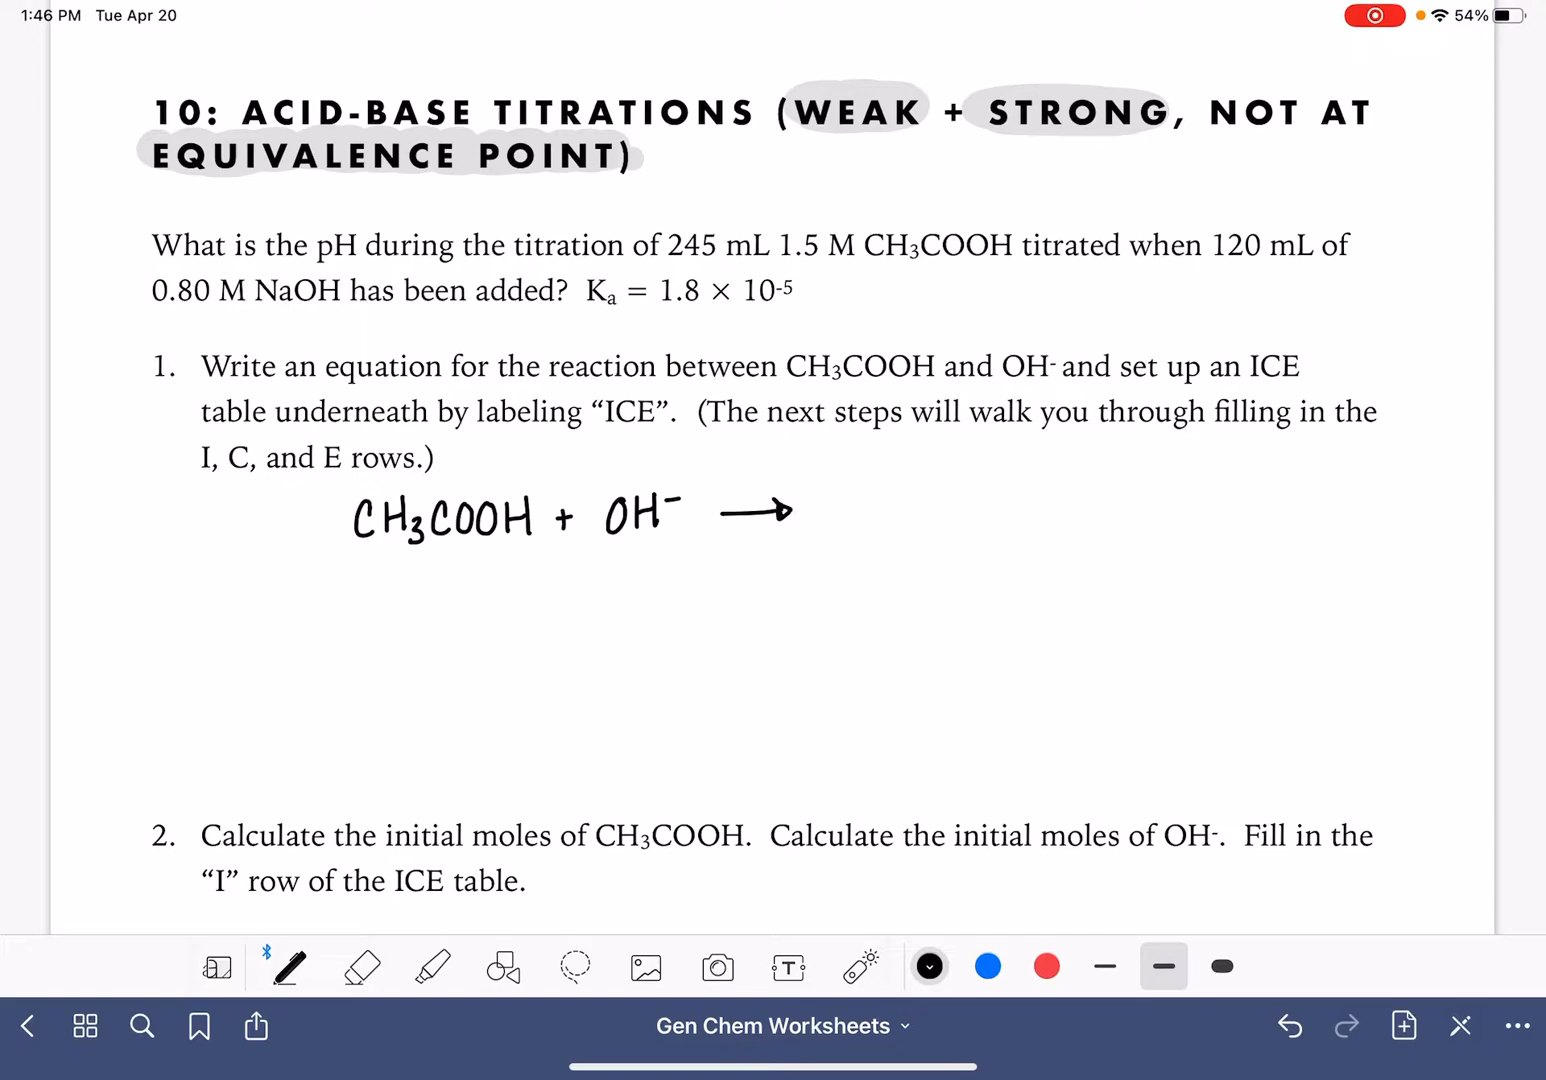 1:46 PM Tue Apr 20
54%
10: ACID-BASE TITRATIONS (WEAK + STRONG, NOT AT
EQUIVALENCE POINT)
What is the pH during the titration of 245 mL 1.5 M CH₃COOH titrated when 120 mL of
0.80 M NaOH has been added? Kₐ = 1.8 × 10⁻⁵
1. Write an equation for the reaction between CH₃COOH and OH⁻ and set up an ICE
table underneath by labeling “ICE”. (The next steps will walk you through filling in the
I, C, and E rows.)
CH₃COOH + OH⁻ →
2. Calculate the initial moles of CH₃COOH. Calculate the initial moles of OH⁻. Fill in the
“I” row of the ICE table.
Gen Chem Worksheets